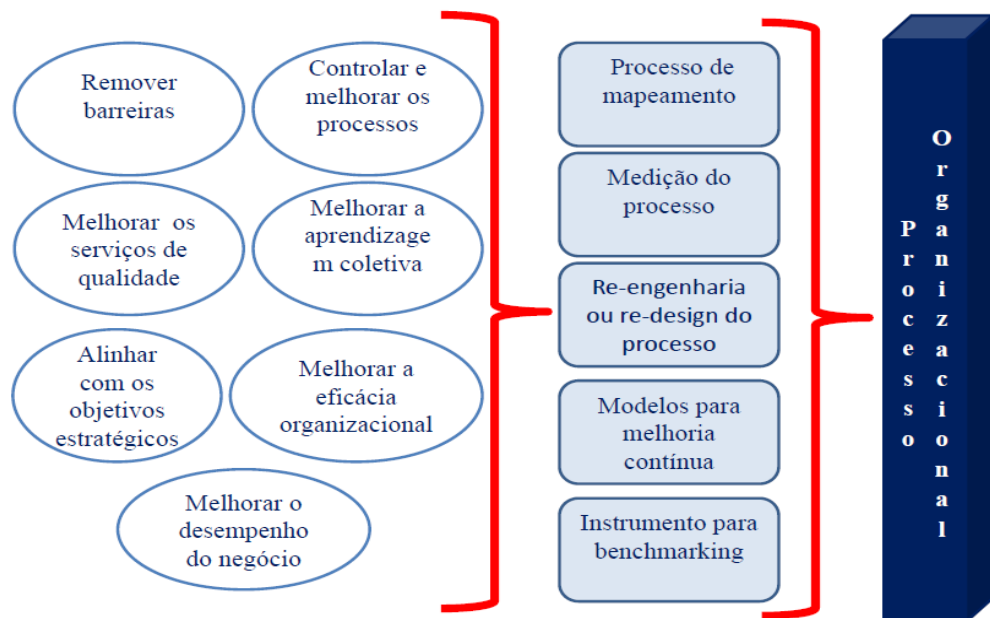 Remover
barreiras
Controlar e
melhorar os
processos
Melhorar os
serviços de
qualidade
Melhorar a
aprendizage
m coletiva
Alinhar
com os
objetivos
estratégicos
Melhorar a
eficácia
organizacional
Melhorar o
desempenho
do negócio
Processo de
mapeamento
Medição do
processo
Re-engenharia
ou re-design do
processo
Modelos para
melhoria
contínua
Instrumento para
benchmarking
Processo
Organizacional